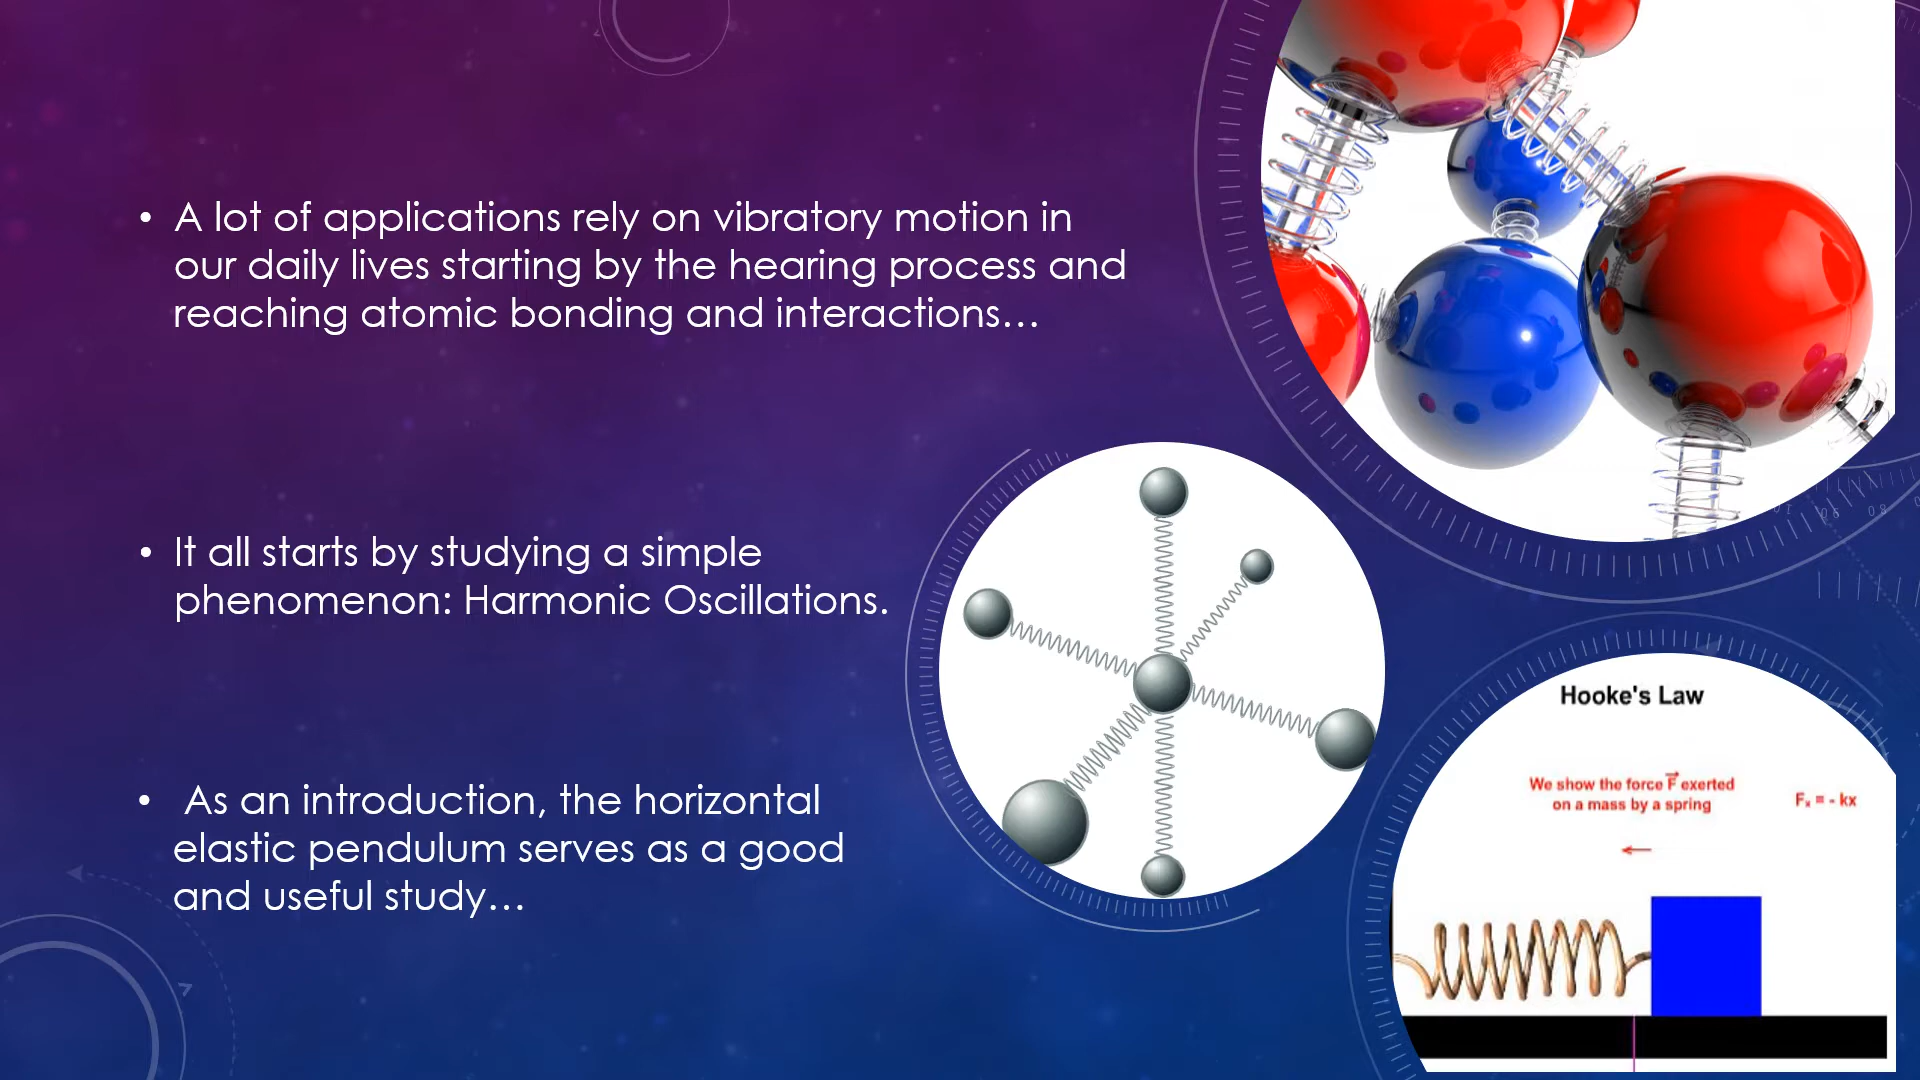 • A lot of applications rely on vibratory motion in
our daily lives starting by the hearing process and
reaching atomic bonding and interactions…
• It all starts by studying a simple
phenomenon: Harmonic Oscillations.
• As an introduction, the horizontal
elastic pendulum serves as a good
and useful study…
Hooke's Law
We show the force F⃗ exerted
on a mass by a spring
Fₓ = - kx